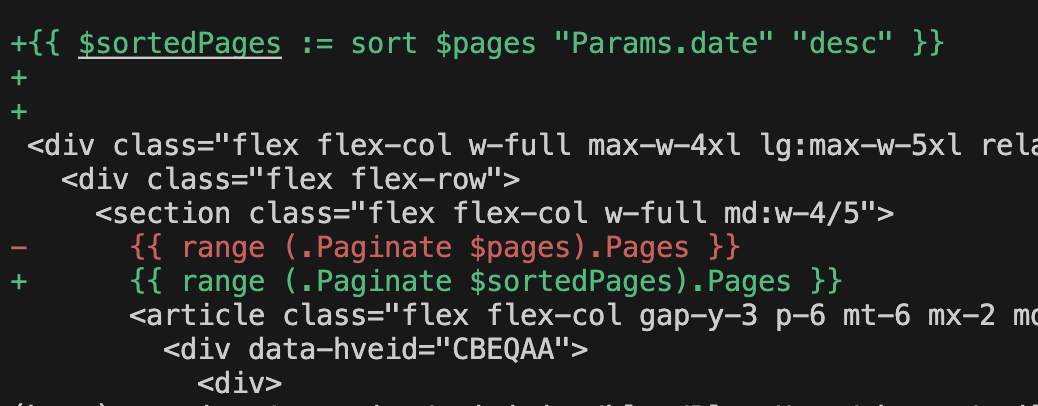 +{{ $sortedPages := sort $pages "Params.date" "desc" }}
+
+
 <div class="flex flex-col w-full max-w-4xl lg:max-w-5xl rela
   <div class="flex flex-row">
     <section class="flex flex-col w-full md:w-4/5">
-      {{ range (.Paginate $pages).Pages }}
+      {{ range (.Paginate $sortedPages).Pages }}
       <article class="flex flex-col gap-y-3 p-6 mt-6 mx-2 md
         <div data-hveid="CBEQAA">
           <div>